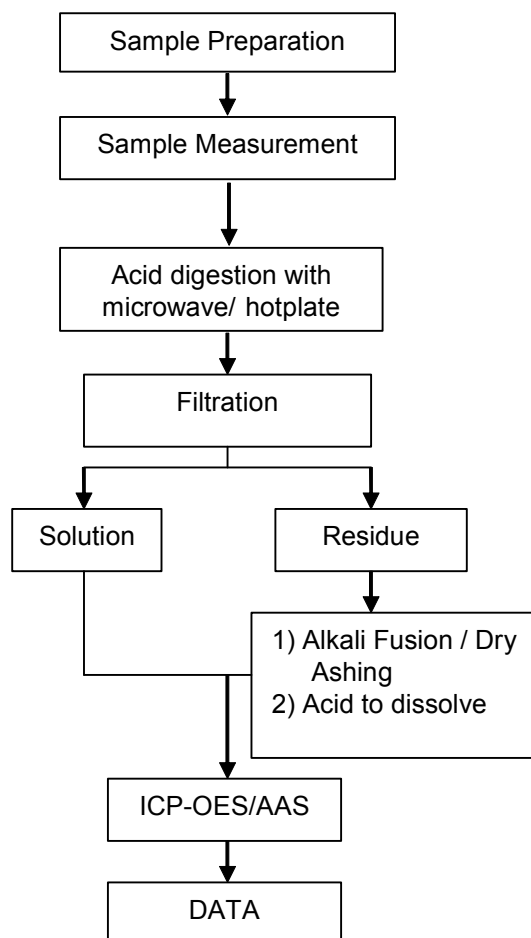 Sample Preparation
Sample Measurement
Acid digestion with
microwave/ hotplate
Filtration
Solution
Residue
1) Alkali Fusion / Dry
Ashing
2) Acid to dissolve
ICP-OES/AAS
DATA